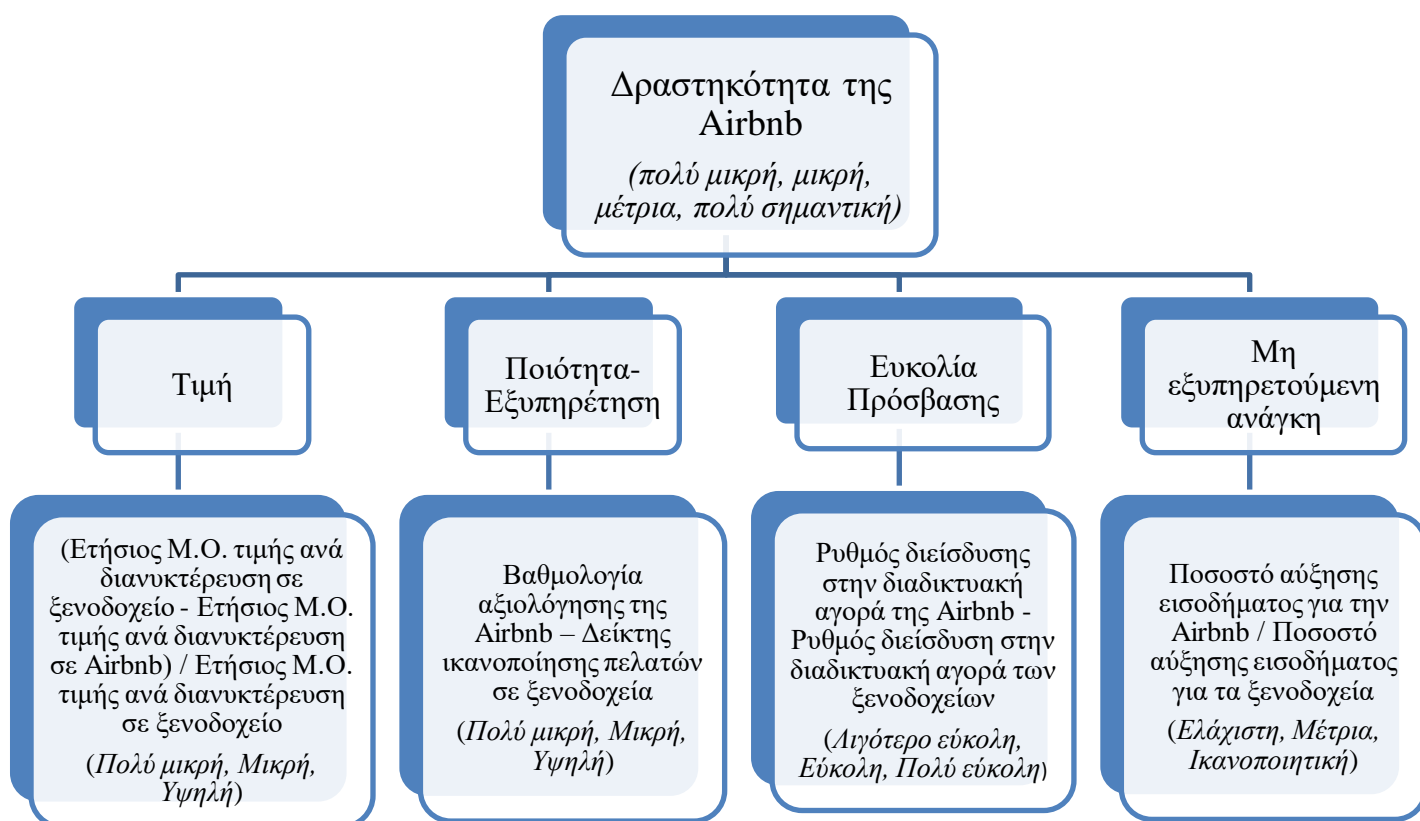 Δραστηκότητα της
Airbnb
(πολύ μικρή, μικρή,
μέτρια, πολύ σημαντική)
Τιμή
Ποιότητα-
Εξυπηρέτηση
Ευκολία
Πρόσβασης
Μη
εξυπηρετούμενη
ανάγκη
(Ετήσιος Μ.Ο. τιμής ανά
διανυκτέρευση σε
ξενοδοχείο - Ετήσιος Μ.Ο.
τιμής ανά διανυκτέρευση
σε Airbnb) / Ετήσιος Μ.Ο.
τιμής ανά διανυκτέρευση
σε ξενοδοχείο
(Πολύ μικρή, Μικρή,
Υψηλή)
Βαθμολογία
αξιολόγησης της
Airbnb – Δείκτης
ικανοποίησης πελατών
σε ξενοδοχεία
(Πολύ μικρή, Μικρή,
Υψηλή)
Ρυθμός διείσδυσης
στην διαδικτυακή
αγορά της Airbnb -
Ρυθμός διείσδυση στην
διαδικτυακή αγορά των
ξενοδοχείων
(Λιγότερο εύκολη,
Εύκολη, Πολύ εύκολη)
Ποσοστό αύξησης
εισοδήματος για την
Airbnb / Ποσοστό
αύξησης εισοδήματος
για τα ξενοδοχεία
(Ελάχιστη, Μέτρια,
Ικανοποιητική)